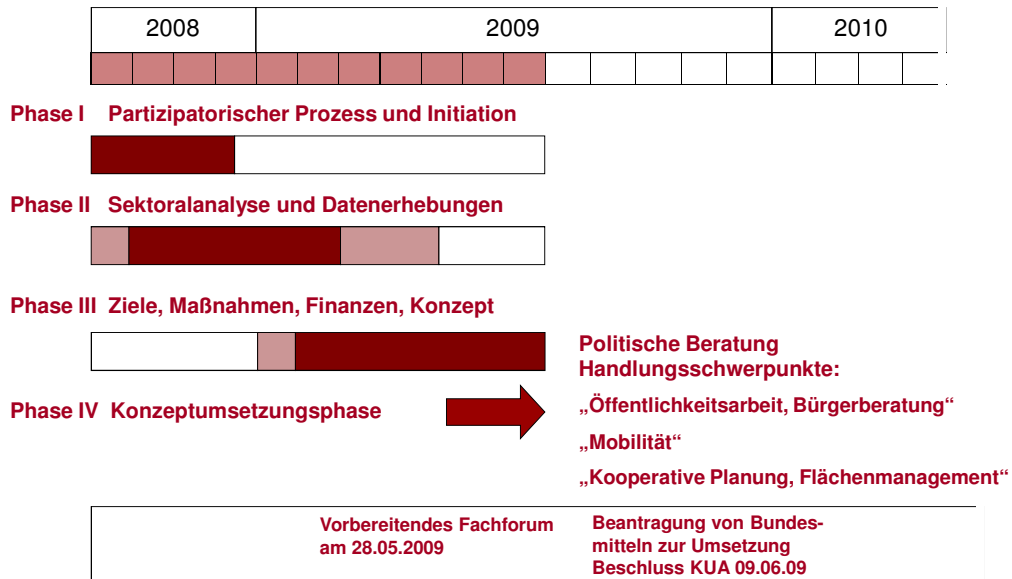 2008 2009 2010
Phase I Partizipatorischer Prozess und Initiation
Phase II Sektoralanalyse und Datenerhebungen
Phase III Ziele, Maßnahmen, Finanzen, Konzept
Politische Beratung
Handlungsschwerpunkte:
Phase IV Konzeptumsetzungsphase
„Öffentlichkeitsarbeit, Bürgerberatung“
„Mobilität“
„Kooperative Planung, Flächenmanagement“
Vorbereitendes Fachforum
am 28.05.2009
Beantragung von Bundes-
mitteln zur Umsetzung
Beschluss KUA 09.06.09